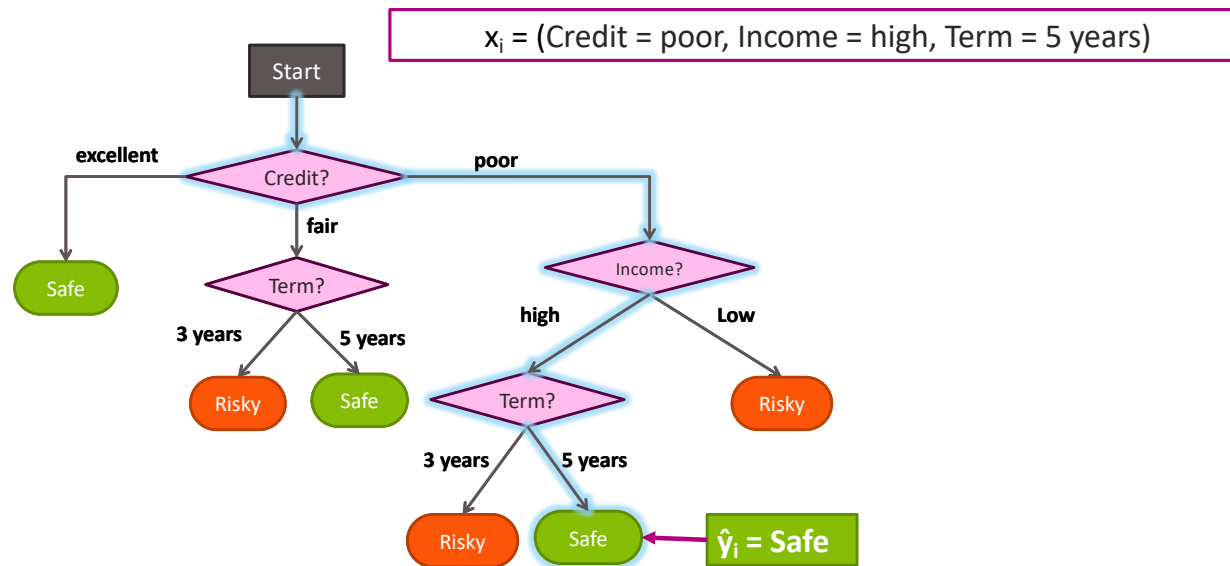 xᵢ = (Credit = poor, Income = high, Term = 5 years)
Start
excellent
poor
Credit?
fair
Income?
Safe
Term?
high
Low
3 years
5 years
Risky
Safe
Term?
Risky
3 years
5 years
Risky
Safe
ŷᵢ = Safe